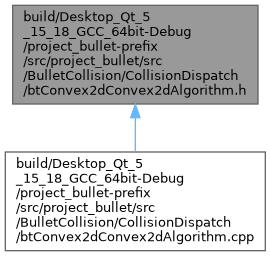 build/Desktop_Qt_5
_15_18_GCC_64bit-Debug
/project_bullet-prefix
/src/project_bullet/src
/BulletCollision/CollisionDispatch
/btConvex2dConvex2dAlgorithm.h
build/Desktop_Qt_5
_15_18_GCC_64bit-Debug
/project_bullet-prefix
/src/project_bullet/src
/BulletCollision/CollisionDispatch
/btConvex2dConvex2dAlgorithm.cpp